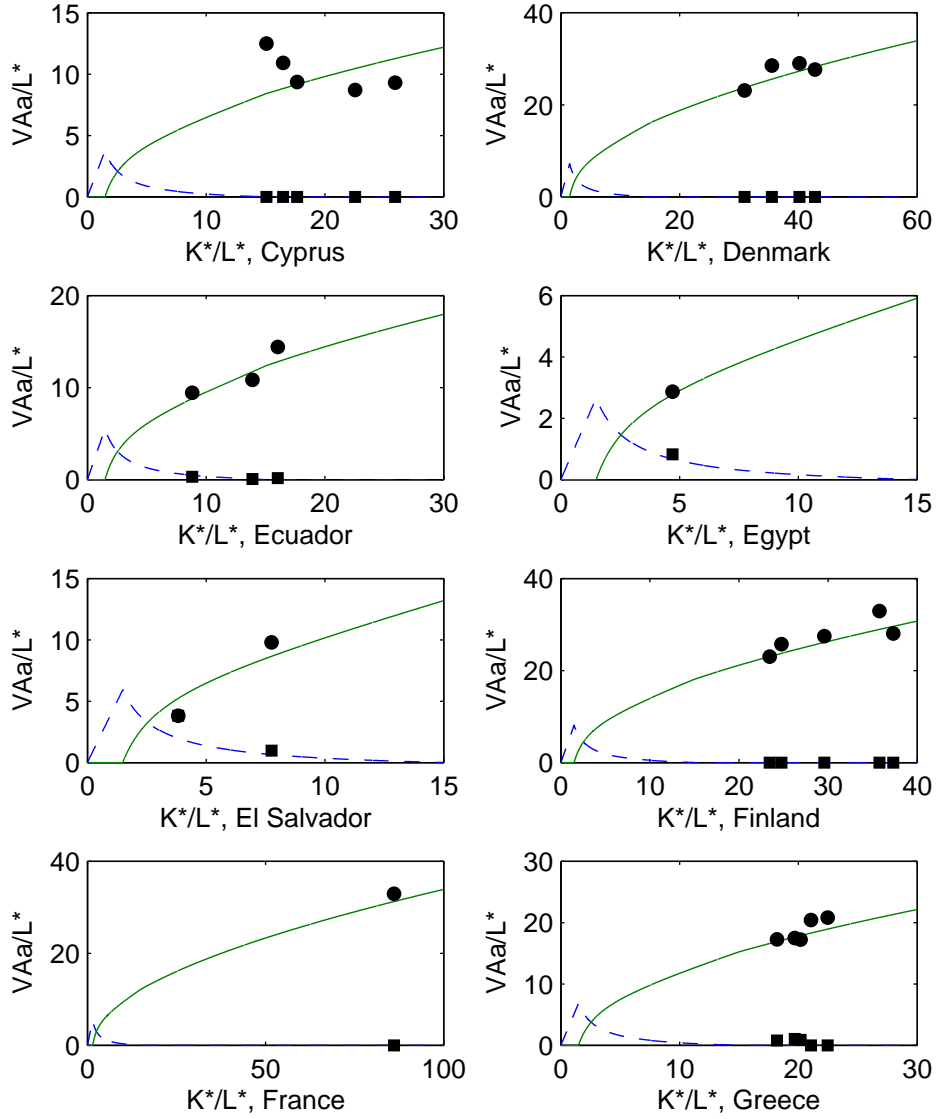 15
10
5
0
VAa/L*
0 10 20 30
K*/L*, Cyprus
40
20
0
VAa/L*
0 20 40 60
K*/L*, Denmark
20
10
0
VAa/L*
0 10 20 30
K*/L*, Ecuador
6
4
2
0
VAa/L*
0 5 10 15
K*/L*, Egypt
15
10
5
0
VAa/L*
0 5 10 15
K*/L*, El Salvador
40
20
0
VAa/L*
0 10 20 30 40
K*/L*, Finland
40
20
0
VAa/L*
0 50 100
K*/L*, France
30
20
10
0
VAa/L*
0 10 20 30
K*/L*, Greece